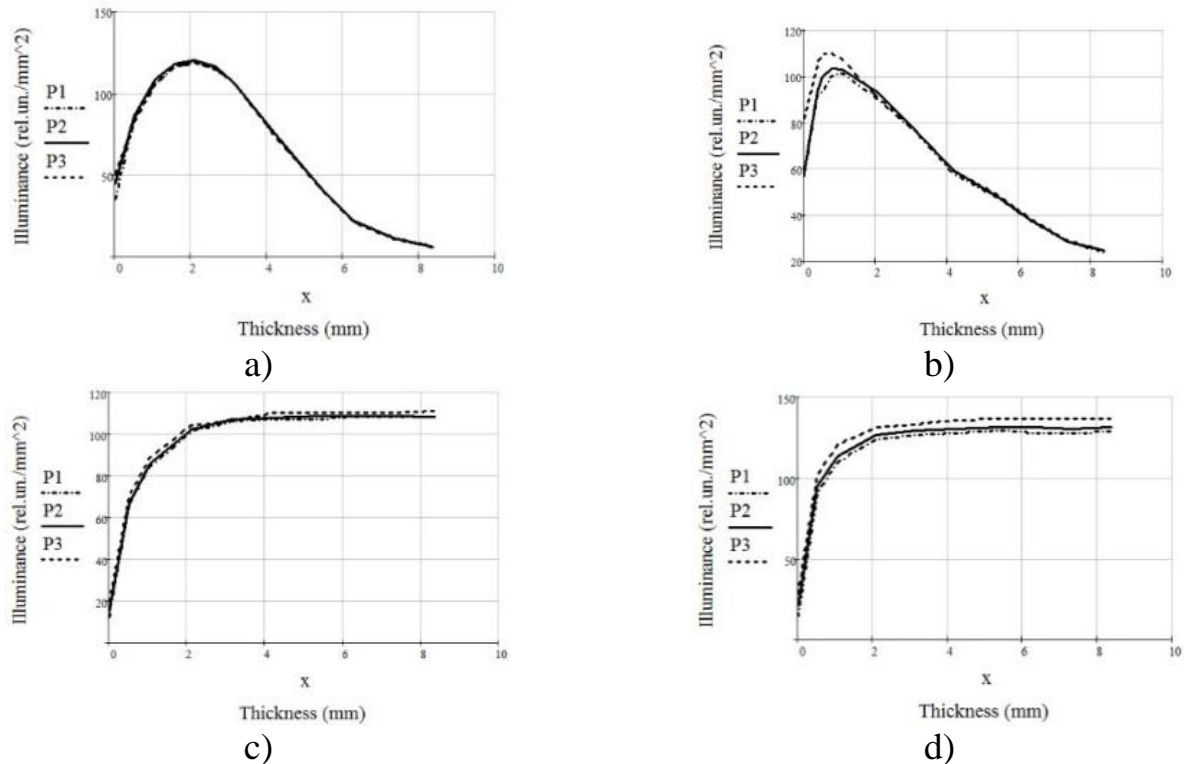 150
100
50
Illuminance (rel.un./mm^2)
P1
P2
P3
0 2 4 6 8 10
x
Thickness (mm)
a)
120
100
80
60
40
20
Illuminance (rel.un./mm^2)
P1
P2
P3
0 2 4 6 8 10
x
Thickness (mm)
b)
120
100
80
60
40
20
Illuminance (rel.un./mm^2)
P1
P2
P3
0 2 4 6 8 10
x
Thickness (mm)
c)
150
100
50
Illuminance (rel.un./mm^2)
P1
P2
P3
0 2 4 6 8 10
x
Thickness (mm)
d)